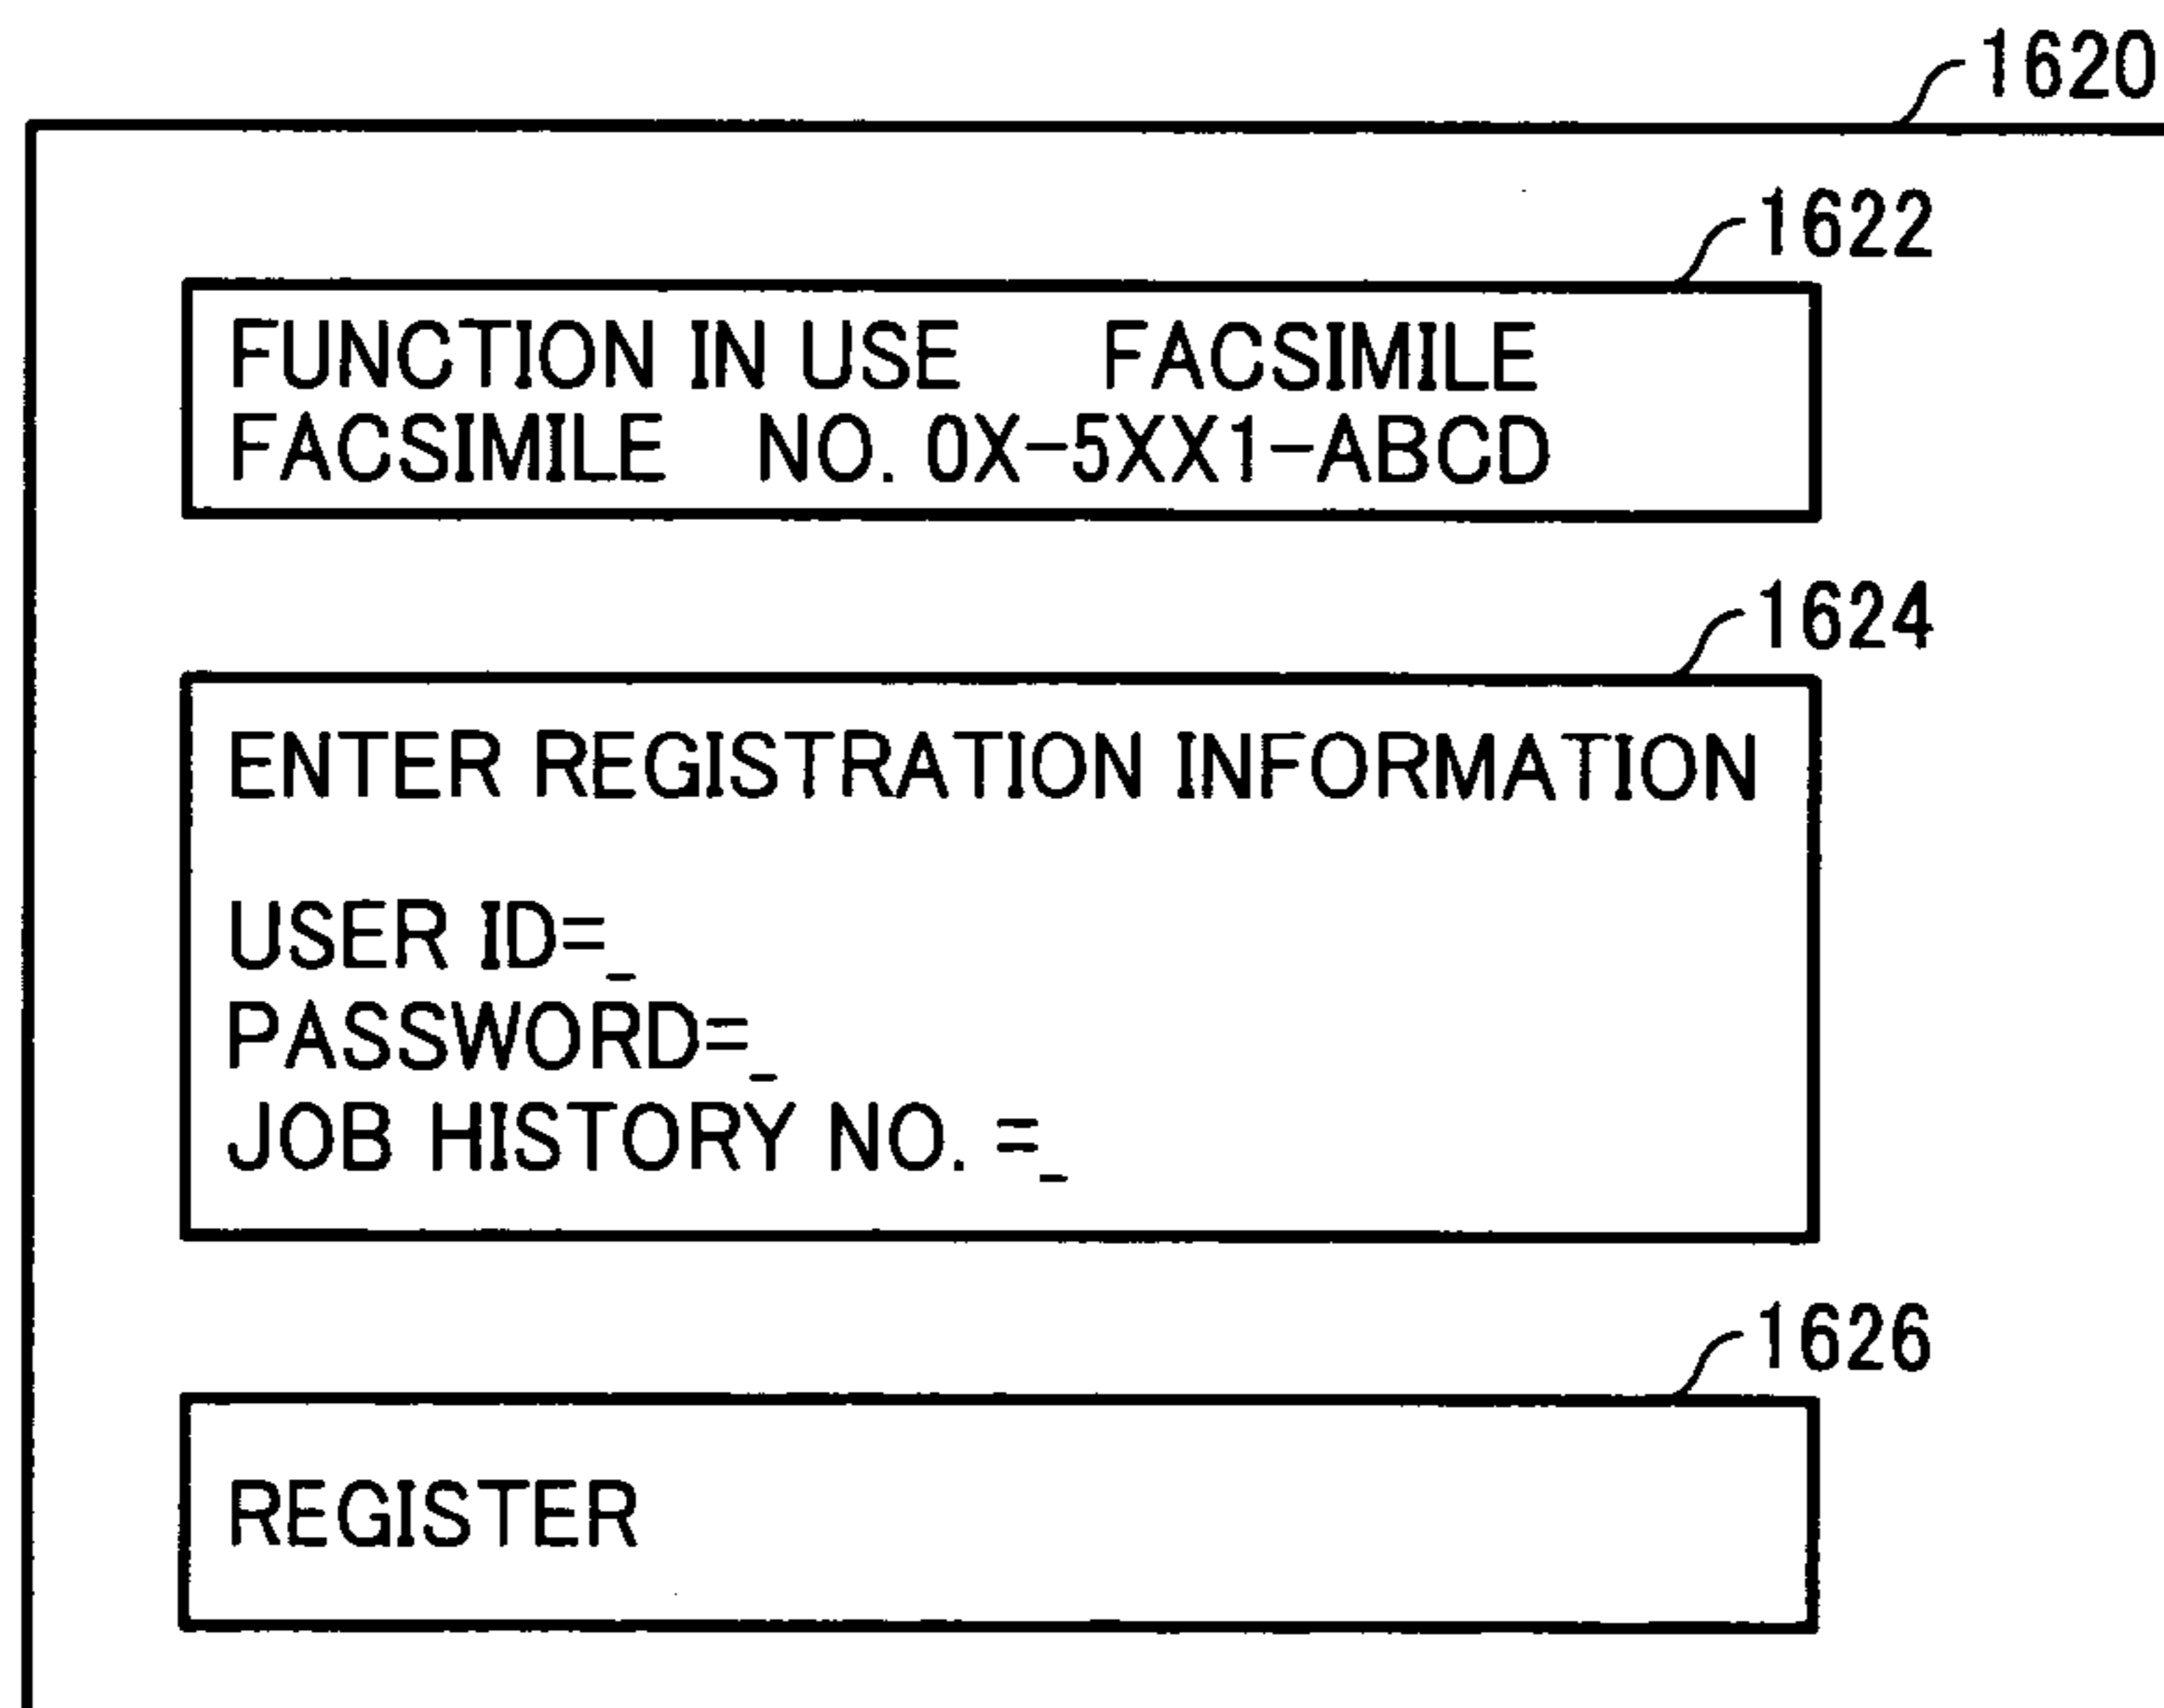 1620
1622
FUNCTION IN USE FACSIMILE
FACSIMILE NO. 0X-5XX1-ABCD
1624
ENTER REGISTRATION INFORMATION
USER ID=_
PASSWORD=_
JOB HISTORY NO. =_
1626
REGISTER